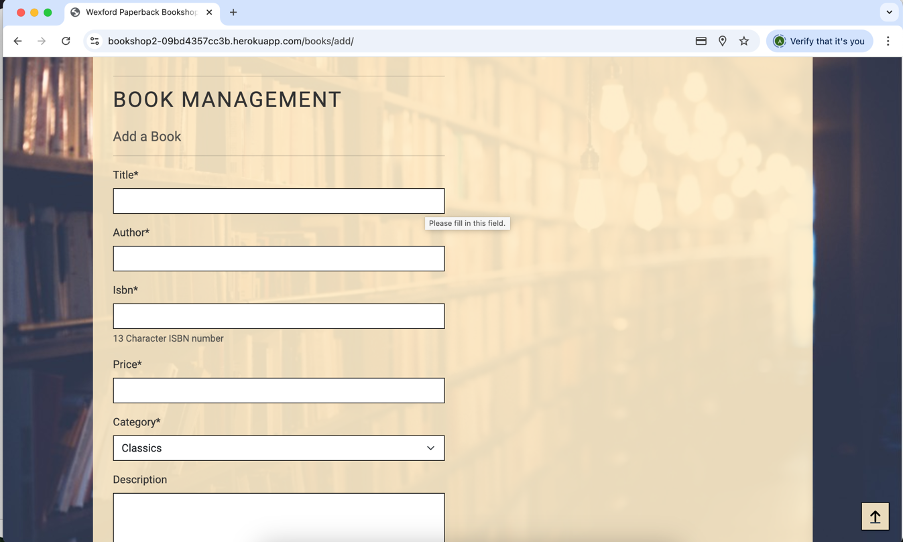 Wexford Paperback Bookshop
bookshop2-09bd4357cc3b.herokuapp.com/books/add/
Verify that it's you
BOOK MANAGEMENT
Add a Book
Title*
Please fill in this field.
Author*
Isbn*
13 Character ISBN number
Price*
Category*
Classics
Description